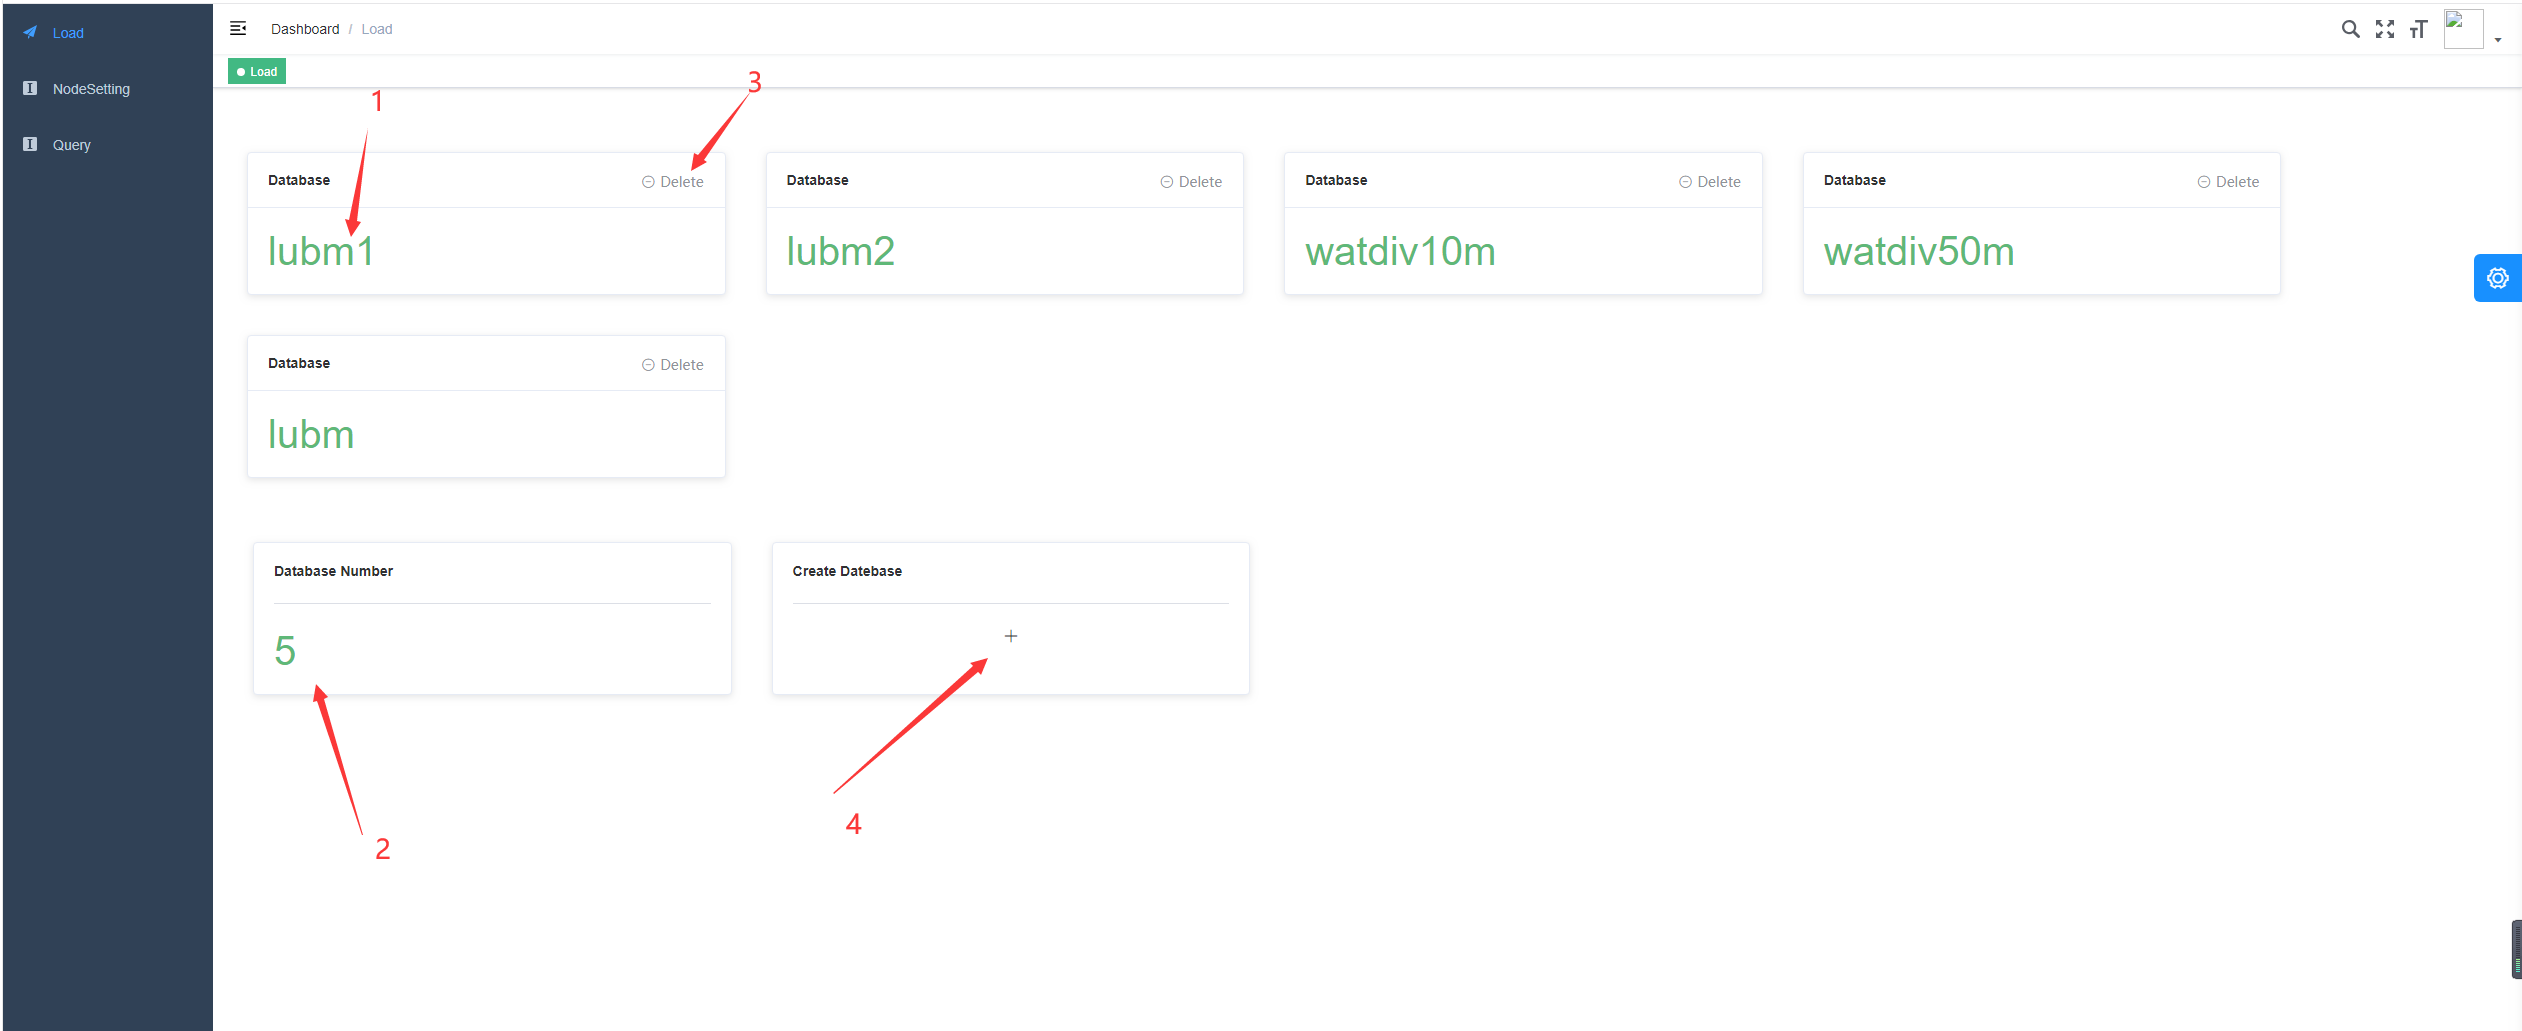 Load
NodeSetting
Query
Dashboard / Load
Load
1
3
Database
Delete
lubm1
Database
Delete
lubm2
Database
Delete
watdiv10m
Database
Delete
watdiv50m
Database
Delete
lubm
Database Number
5
Create Datebase
2
4